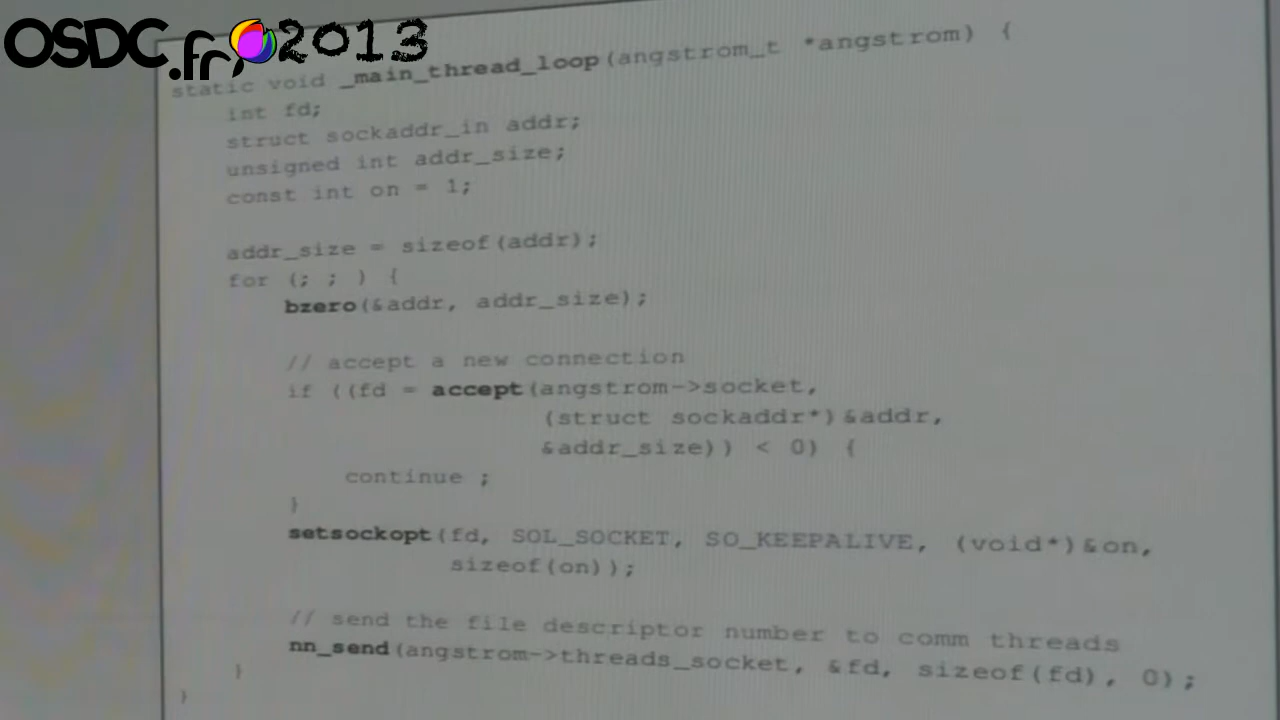 OSDC.fr 2013
static void _main_thread_loop(angstrom_t *angstrom) {
int fd;
struct sockaddr_in addr;
unsigned int addr_size;
const int on = 1;
addr_size = sizeof(addr);
for (; ; ) {
bzero(&addr, addr_size);
// accept a new connection
if ((fd = accept(angstrom->socket,
(struct sockaddr*)&addr,
&addr_size)) < 0) {
continue ;
}
setsockopt(fd, SOL_SOCKET, SO_KEEPALIVE, (void*)&on,
sizeof(on));
// send the file descriptor number to comm threads
nn_send(angstrom->threads_socket, &fd, sizeof(fd), 0);
}
}